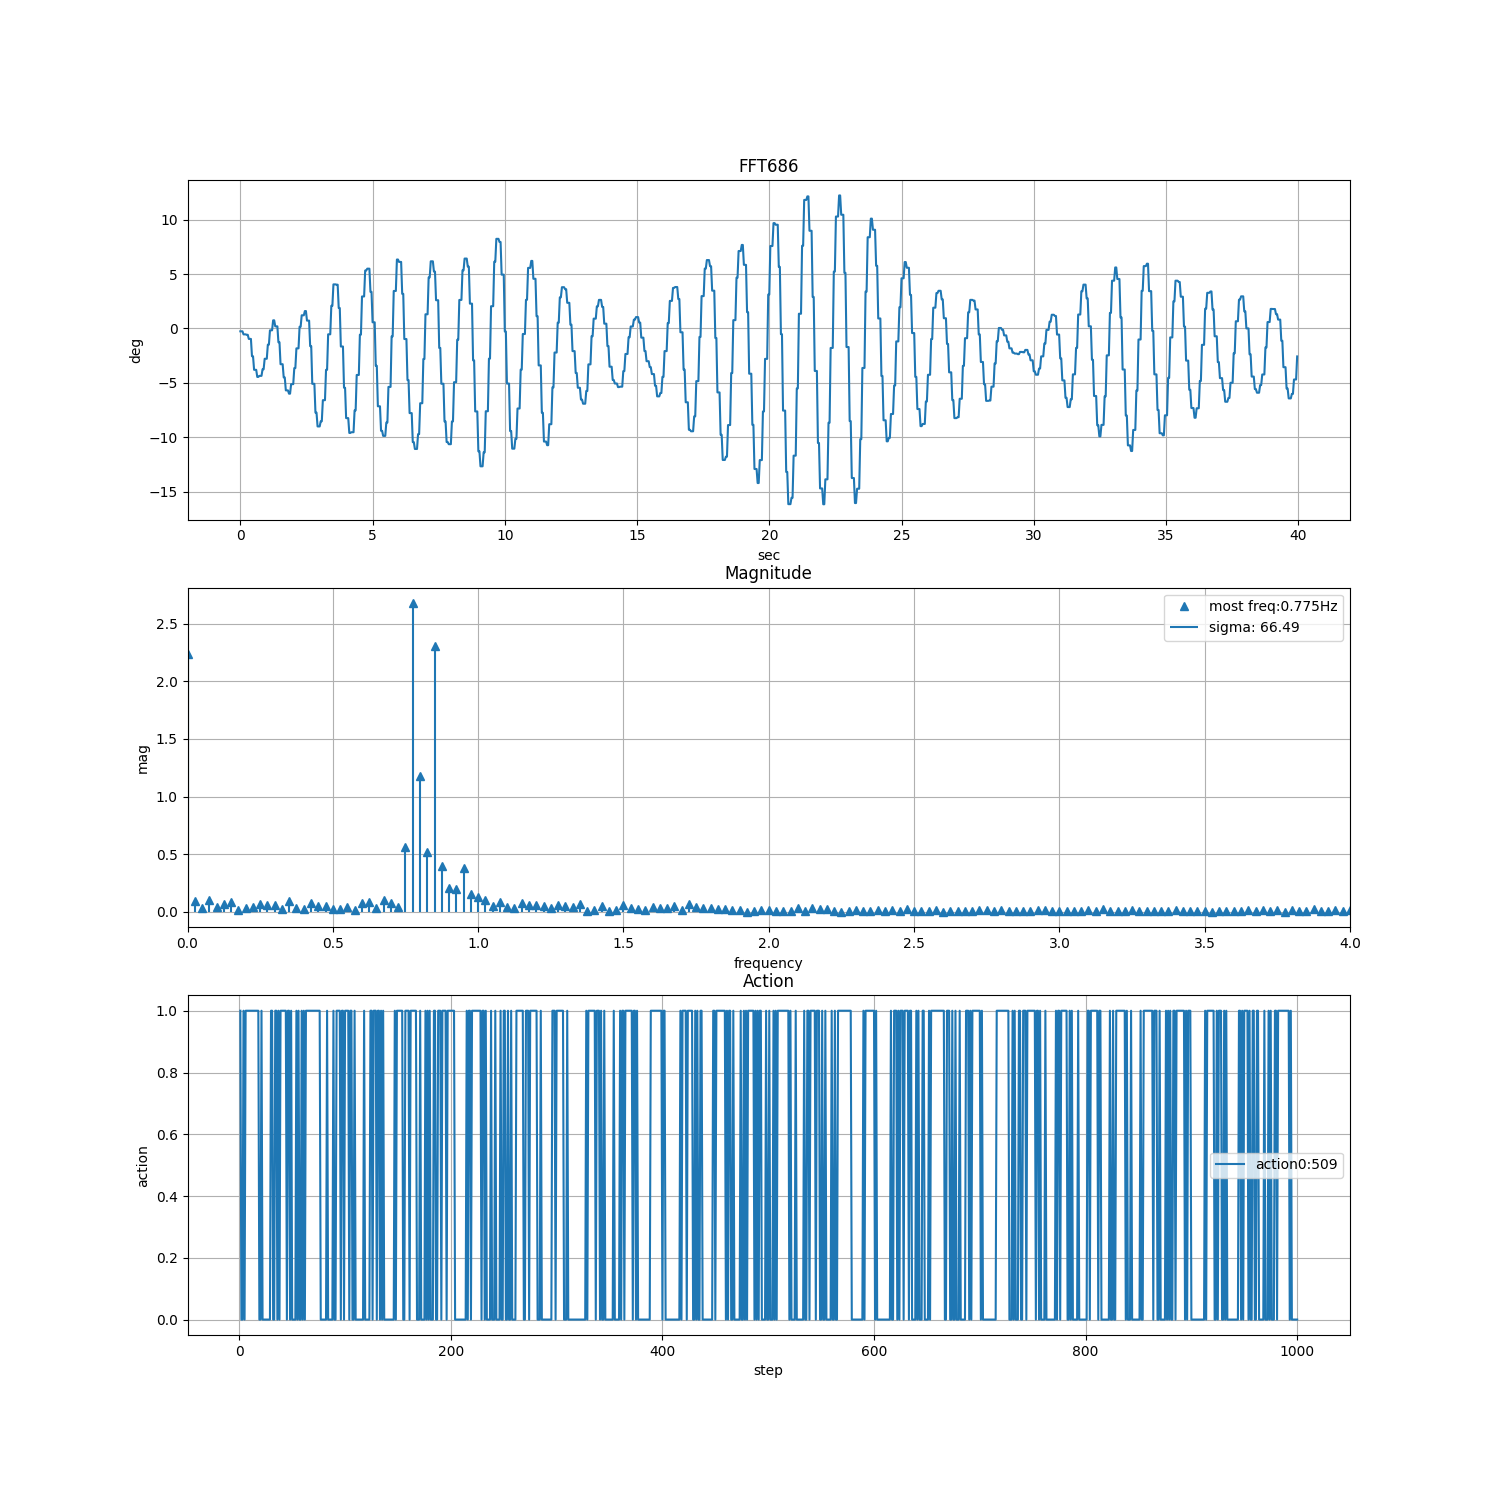 FFT686
10
5
0
−5
−10
−15
deg
0 5 10 15 20 25 30 35 40
sec
Magnitude
2.5
2.0
1.5
1.0
0.5
0.0
mag
most freq:0.775Hz
sigma: 66.49
0.0 0.5 1.0 1.5 2.0 2.5 3.0 3.5 4.0
frequency
Action
1.0
0.8
0.6
0.4
0.2
0.0
action
action0:509
0 200 400 600 800 1000
step